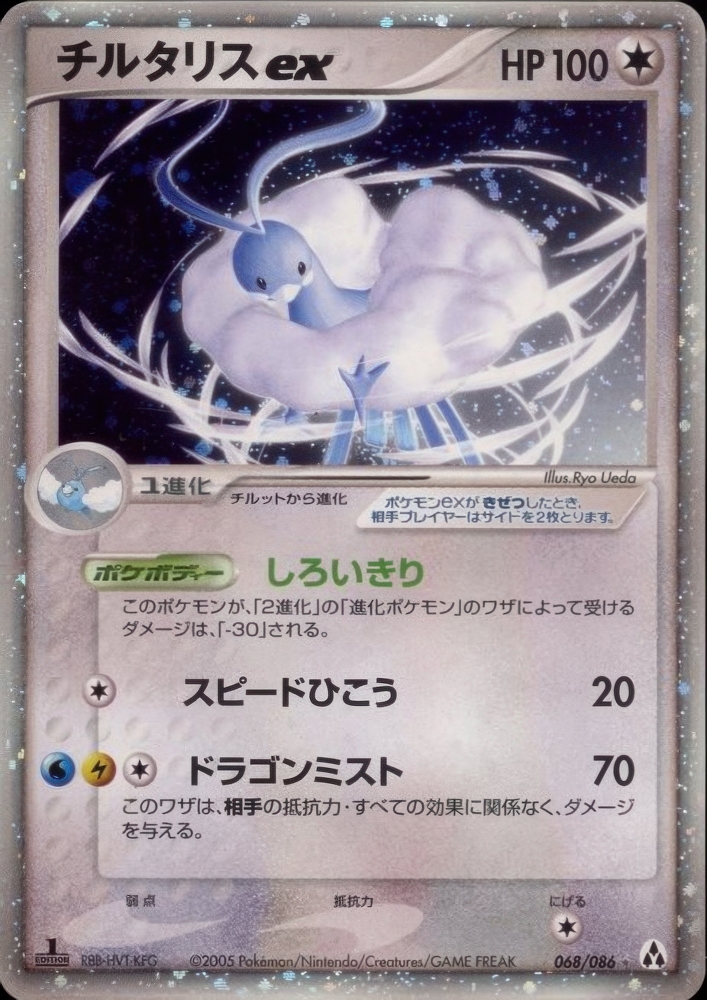 チルタリスex HP100
Illus.Ryo Ueda
1進化 チルットから進化
ポケモンexがきぜつしたとき、
相手プレイヤーはサイドを2枚とります。
ポケボディー しろいきり
このポケモンが、「2進化」の「進化ポケモン」のワザによって受ける
ダメージは、「-30」される。
スピードひこう 20
ドラゴンミスト 70
このワザは、相手の抵抗力・すべての効果に関係なく、ダメージ
を与える。
弱点 抵抗力 にげる
1 EDITION R8B-HVT-KFG ©2005 Pokémon/Nintendo/Creatures/GAME FREAK 068/086